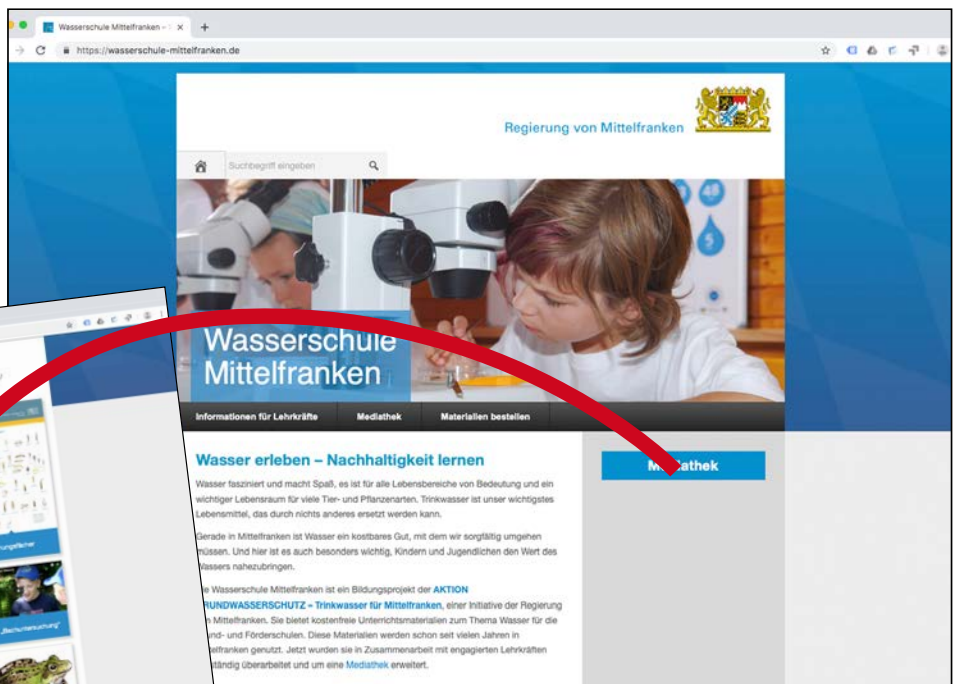 Wasserschule Mittelfranken –
https://wasserschule-mittelfranken.de
Regierung von Mittelfranken
Suchbegriff eingeben
48
5
Wasserschule
Mittelfranken
Informationen für Lehrkräfte Mediathek Materialien bestellen
Wasser erleben – Nachhaltigkeit lernen
Wasser fasziniert und macht Spaß, es ist für alle Lebensbereiche von Bedeutung und ein
wichtiger Lebensraum für viele Tier- und Pflanzenarten. Trinkwasser ist unser wichtigstes
Lebensmittel, das durch nichts anderes ersetzt werden kann.
Gerade in Mittelfranken ist Wasser ein kostbares Gut, mit dem wir sorgfältig umgehen
müssen. Und hier ist es auch besonders wichtig, Kindern und Jugendlichen den Wert des
Wassers nahezubringen.
Wasserschule Mittelfranken ist ein Bildungsprojekt der AKTION
GRUNDWASSERSCHUTZ – Trinkwasser für Mittelfranken, einer Initiative der Regierung
Mittelfranken. Sie bietet kostenfreie Unterrichtsmaterialien zum Thema Wasser für die
und- und Förderschulen. Diese Materialien werden schon seit vielen Jahren in
telfranken genutzt. Jetzt wurden sie in Zusammenarbeit mit engagierten Lehrkräften
ständig überarbeitet und um eine Mediathek erweitert.
Mediathek
ungsfächer
„Bachuntersuchung"